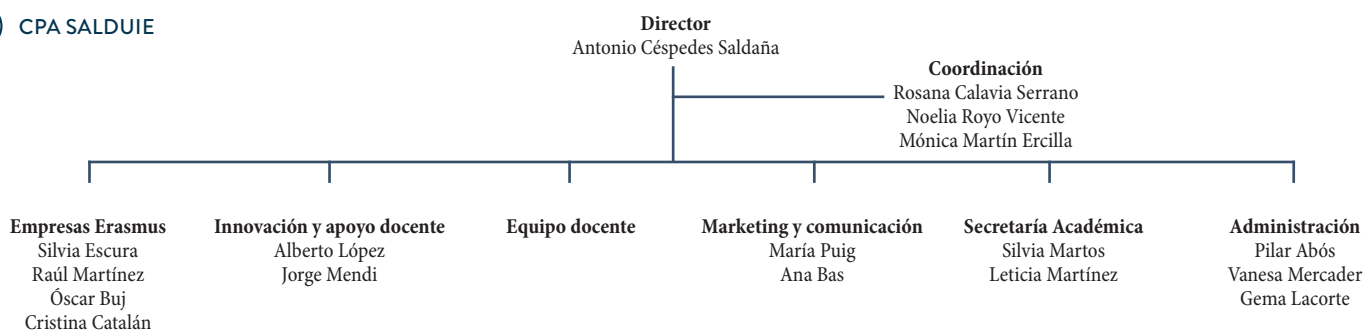 CPA SALDUIE
Director
Antonio Céspedes Saldaña
Coordinación
Rosana Calavia Serrano
Noelia Royo Vicente
Mónica Martín Ercilla
Empresas Erasmus
Silvia Escura
Raúl Martínez
Óscar Buj
Cristina Catalán
Innovación y apoyo docente
Alberto López
Jorge Mendi
Equipo docente
Marketing y comunicación
María Puig
Ana Bas
Secretaría Académica
Silvia Martos
Leticia Martínez
Administración
Pilar Abós
Vanesa Mercader
Gema Lacorte